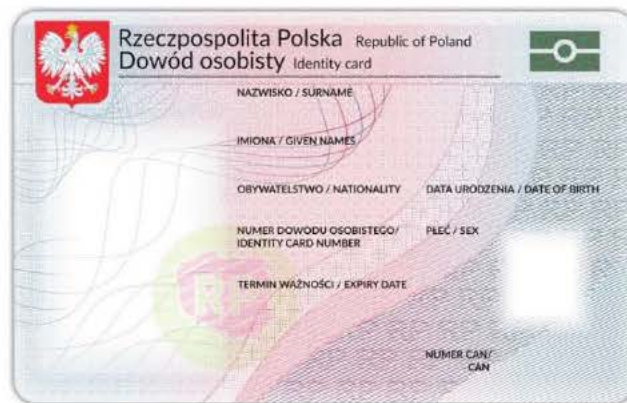 Rzeczpospolita Polska Republic of Poland
Dowód osobisty Identity card
NAZWISKO / SURNAME
IMIONA / GIVEN NAMES
OBYWATELSTWO / NATIONALITY DATA URODZENIA / DATE OF BIRTH
NUMER DOWODU OSOBISTEGO/ PŁEĆ / SEX
IDENTITY CARD NUMBER
TERMIN WAŻNOŚCI / EXPIRY DATE
RP
NUMER CAN/
CAN